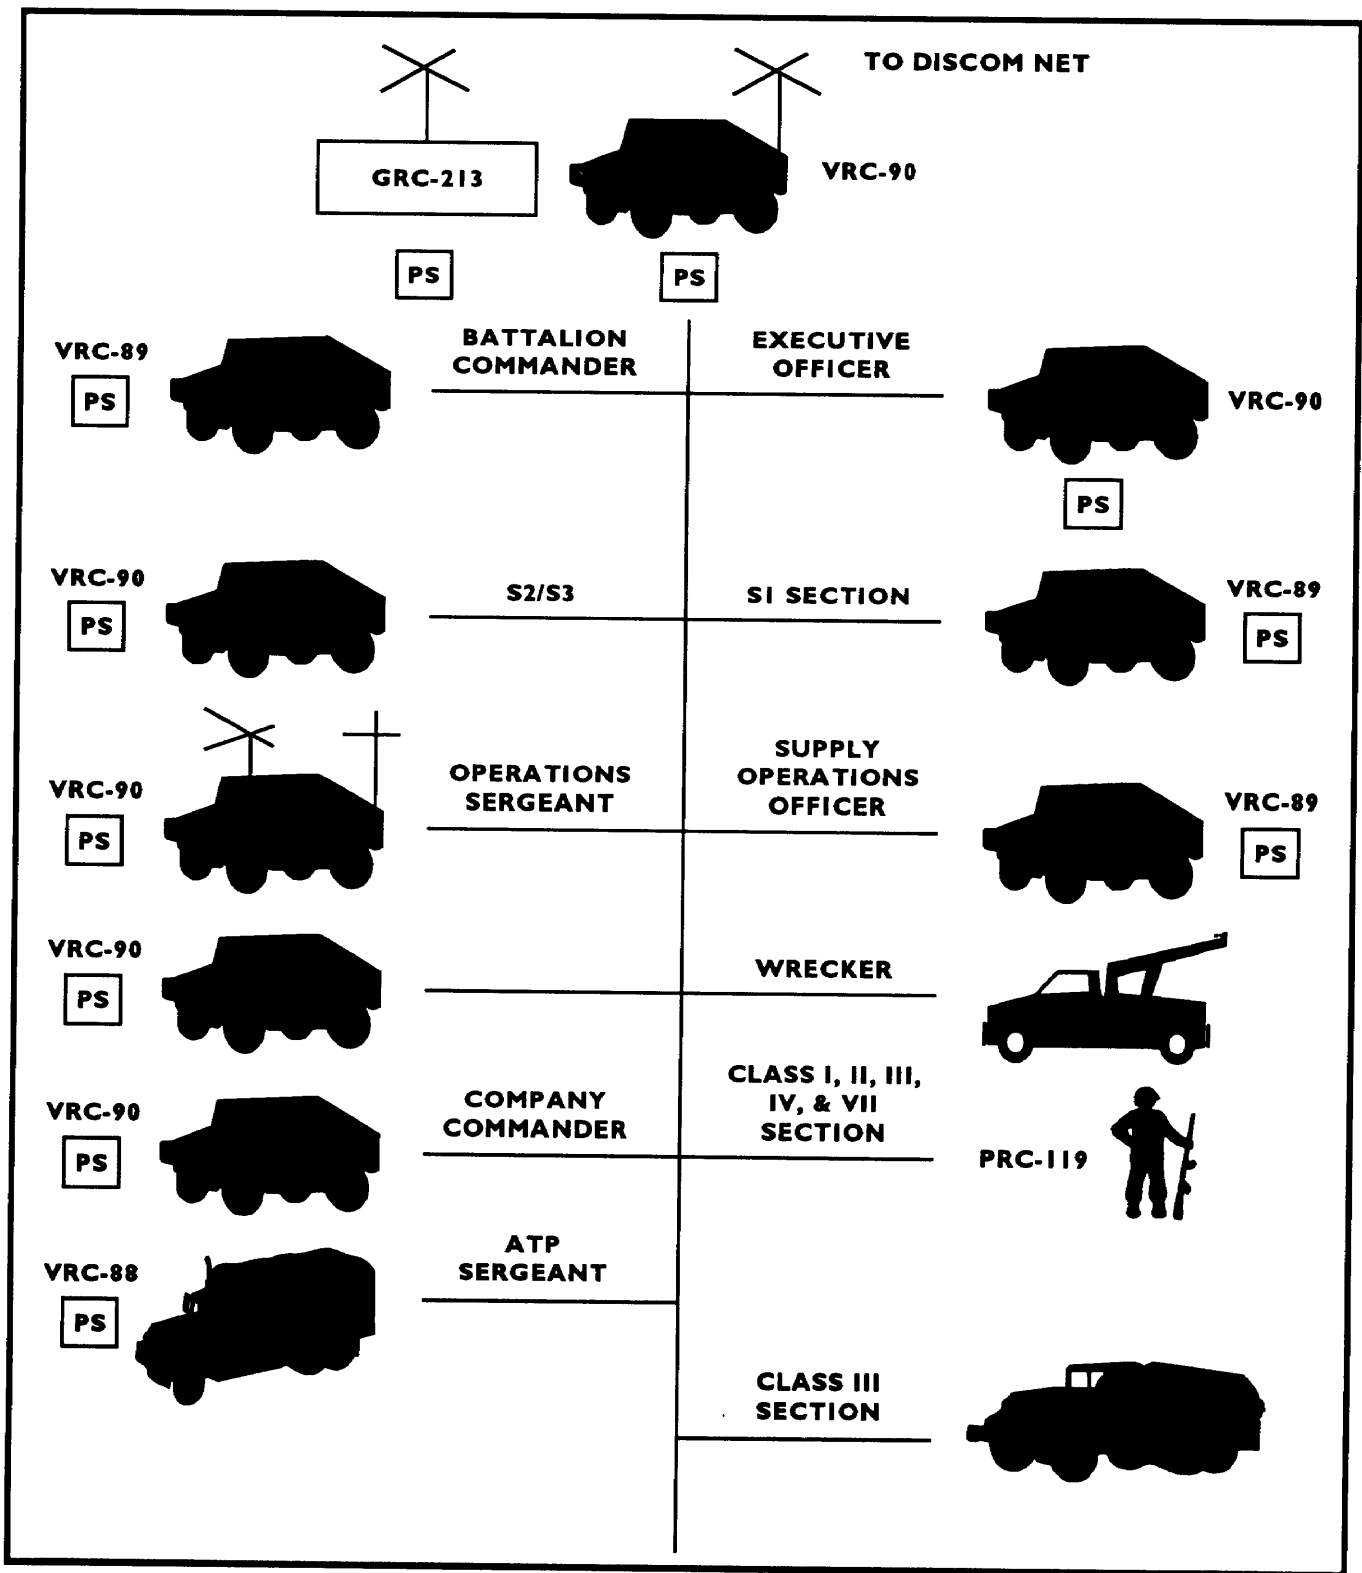 TO DISCOM NET
GRC-213
VRC-90
PS
PS
VRC-89
PS
BATTALION
COMMANDER
EXECUTIVE
OFFICER
VRC-90
PS
VRC-90
PS
S2/S3
S1 SECTION
VRC-89
PS
VRC-90
PS
OPERATIONS
SERGEANT
SUPPLY
OPERATIONS
OFFICER
VRC-89
PS
VRC-90
PS
WRECKER
VRC-90
PS
COMPANY
COMMANDER
CLASS I, II, III,
IV, & VII
SECTION
PRC-119
VRC-88
PS
ATP
SERGEANT
CLASS III
SECTION